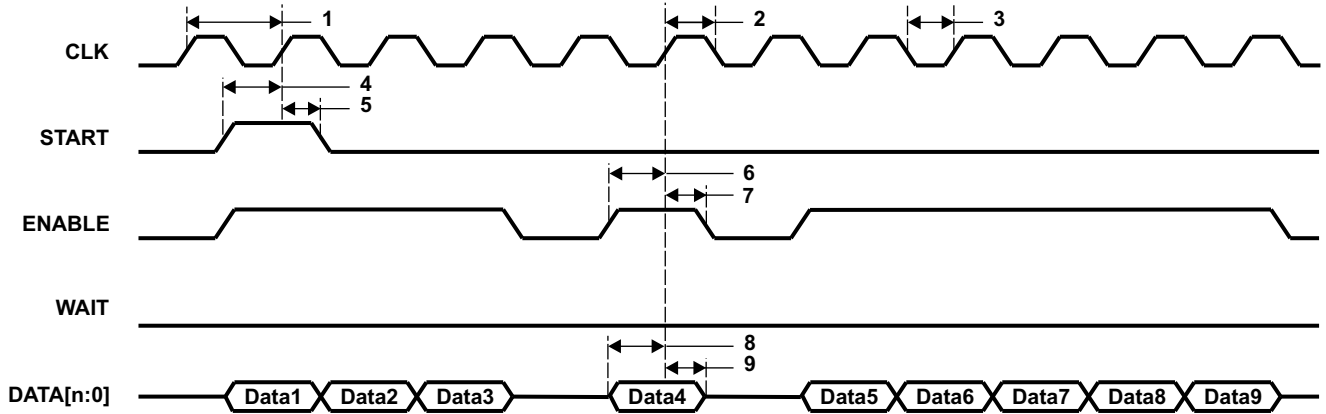 1 2 3
CLK
4
5
START
6
7
ENABLE
WAIT
8
9
DATA[n:0] Data1 Data2 Data3 Data4 Data5 Data6 Data7 Data8 Data9